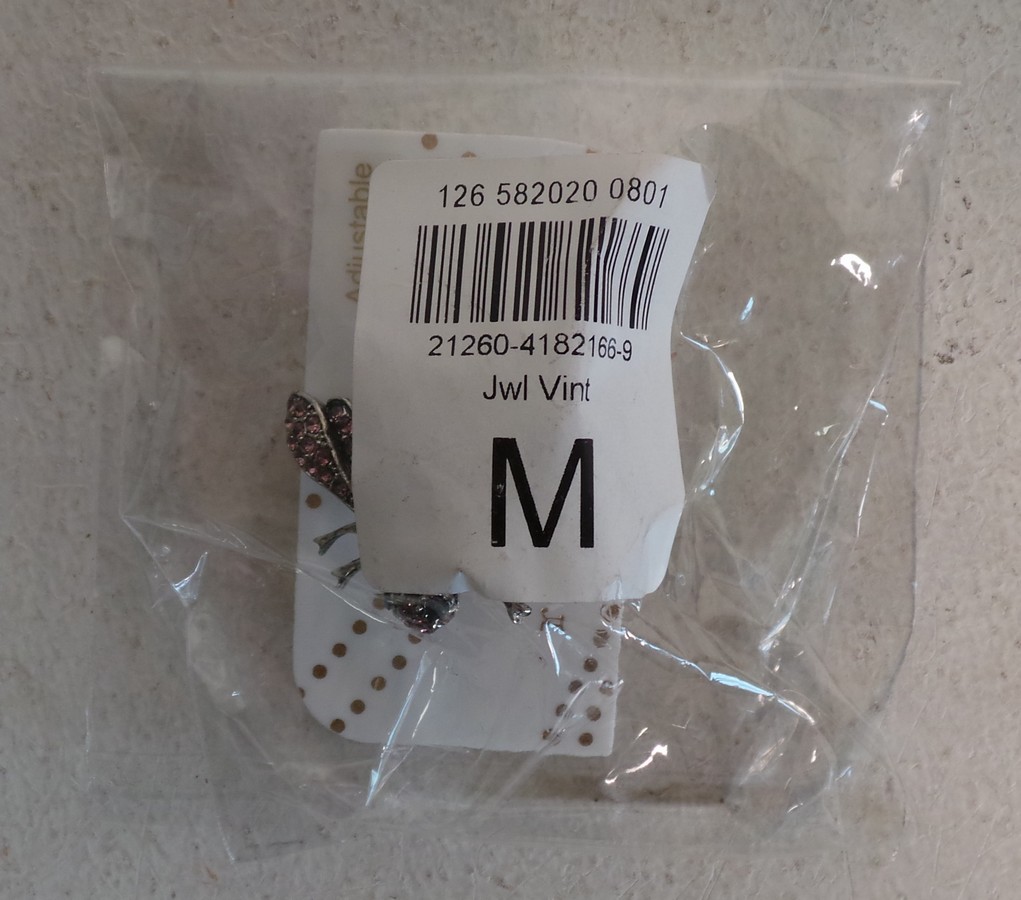 Adjustable
126 582020 0801
21260-4182166-9
Jwl Vint
M